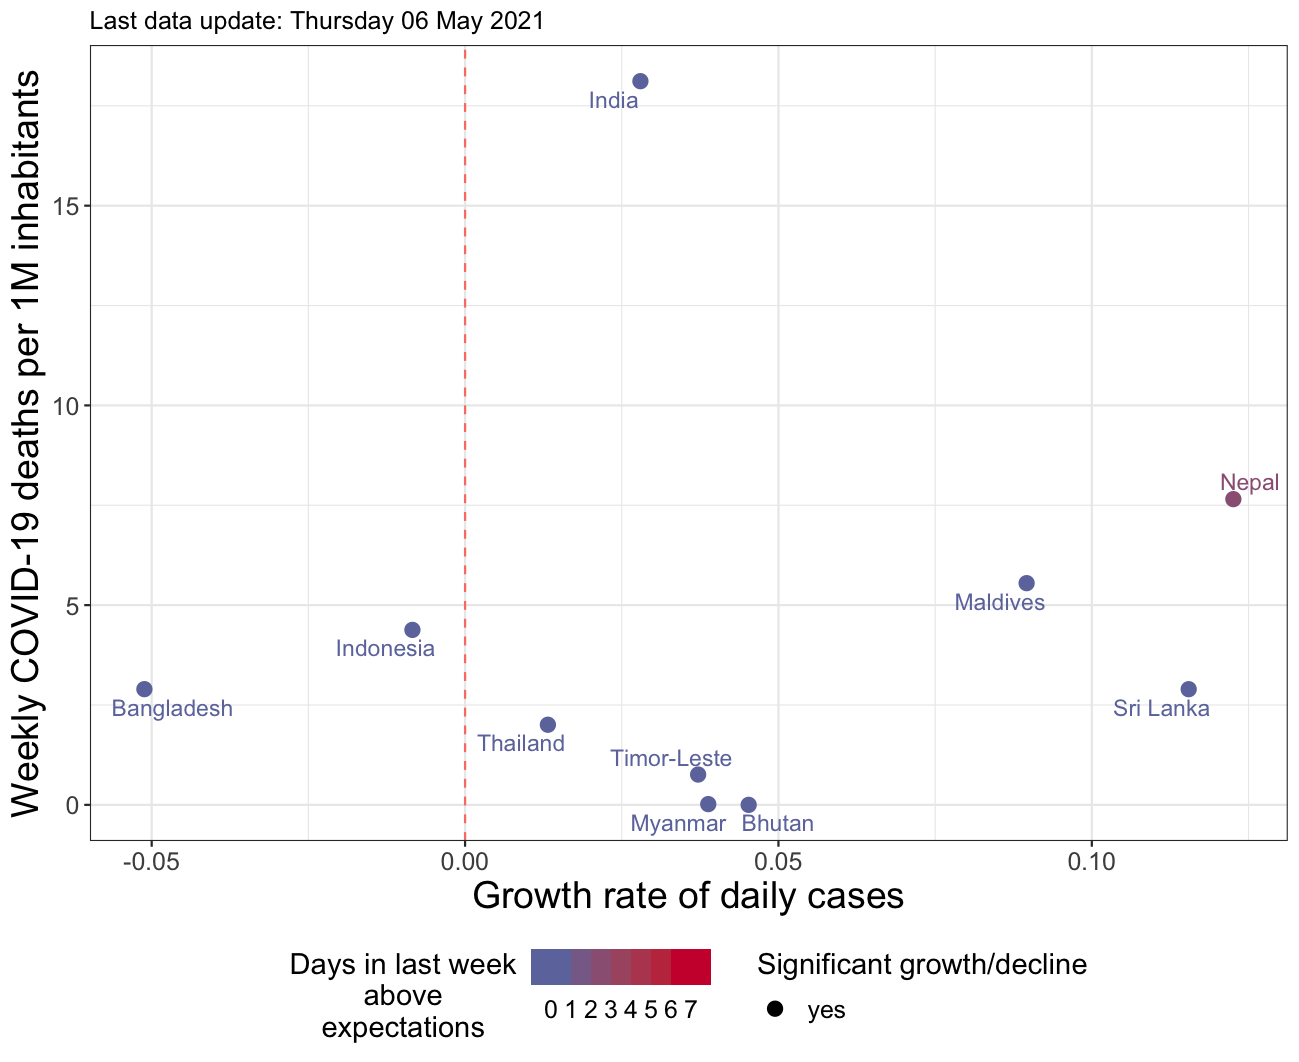 Last data update: Thursday 06 May 2021
Weekly COVID-19 deaths per 1M inhabitants
15
10
5
0
India
Nepal
Maldives
Indonesia
Bangladesh
Sri Lanka
Thailand
Timor-Leste
Myanmar
Bhutan
-0.05
0.00
0.05
0.10
Growth rate of daily cases
Days in last week
above
expectations
0 1 2 3 4 5 6 7
Significant growth/decline
yes